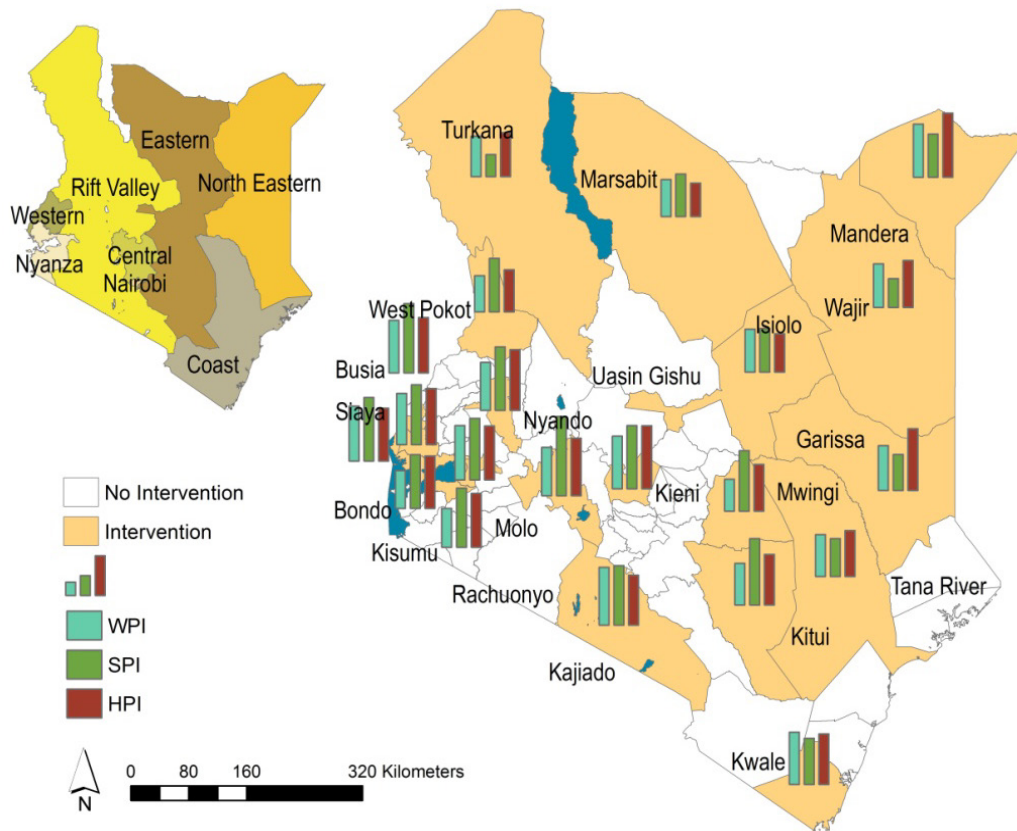 Eastern
Rift Valley
North Eastern
Western
Nyanza
Central
Nairobi
Coast
Turkana
Marsabit
Mandera
Wajir
West Pokot
Isiolo
Busia
Uasin Gishu
Siaya
Nyando
Garissa
Kieni
Mwingi
Bondo
Molo
Kisumu
Rachuonyo
Tana River
Kitui
Kajiado
Kwale
No Intervention
Intervention
WPI
SPI
HPI
N
0 80 160 320 Kilometers